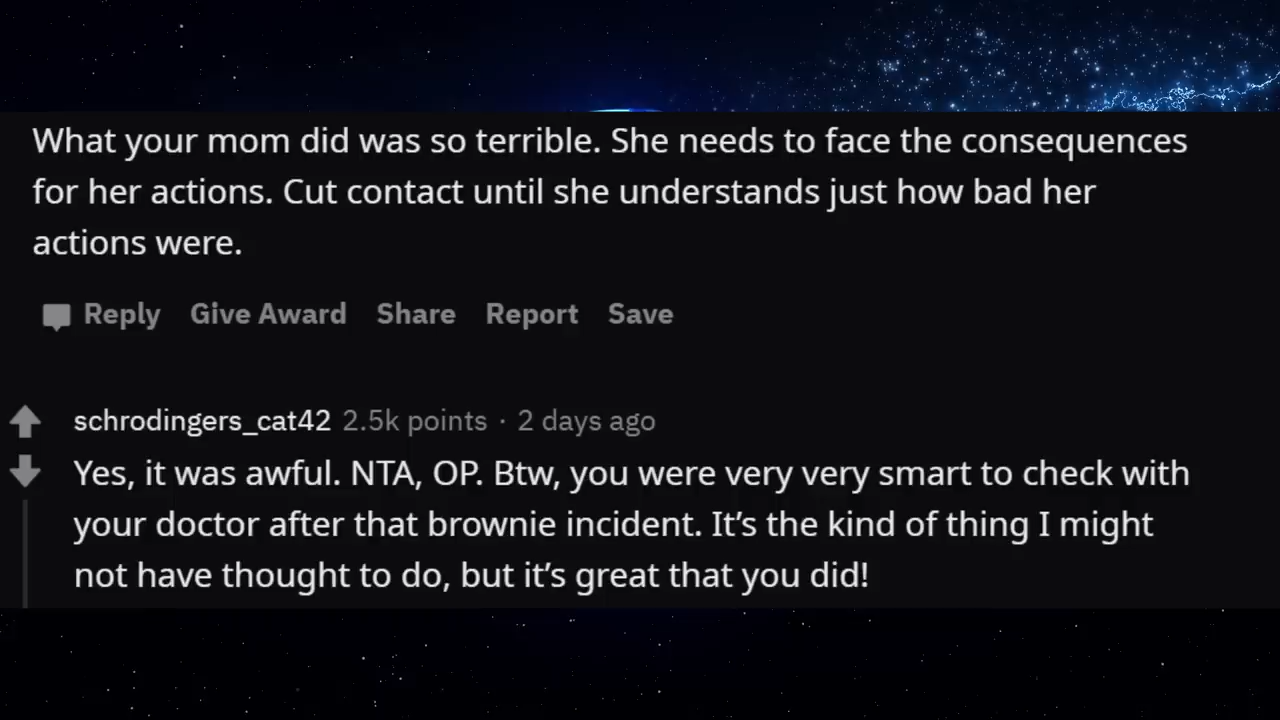 What your mom did was so terrible. She needs to face the consequences
for her actions. Cut contact until she understands just how bad her
actions were.
Reply Give Award Share Report Save
schrodingers_cat42 2.5k points · 2 days ago
Yes, it was awful. NTA, OP. Btw, you were very very smart to check with
your doctor after that brownie incident. It’s the kind of thing I might
not have thought to do, but it’s great that you did!